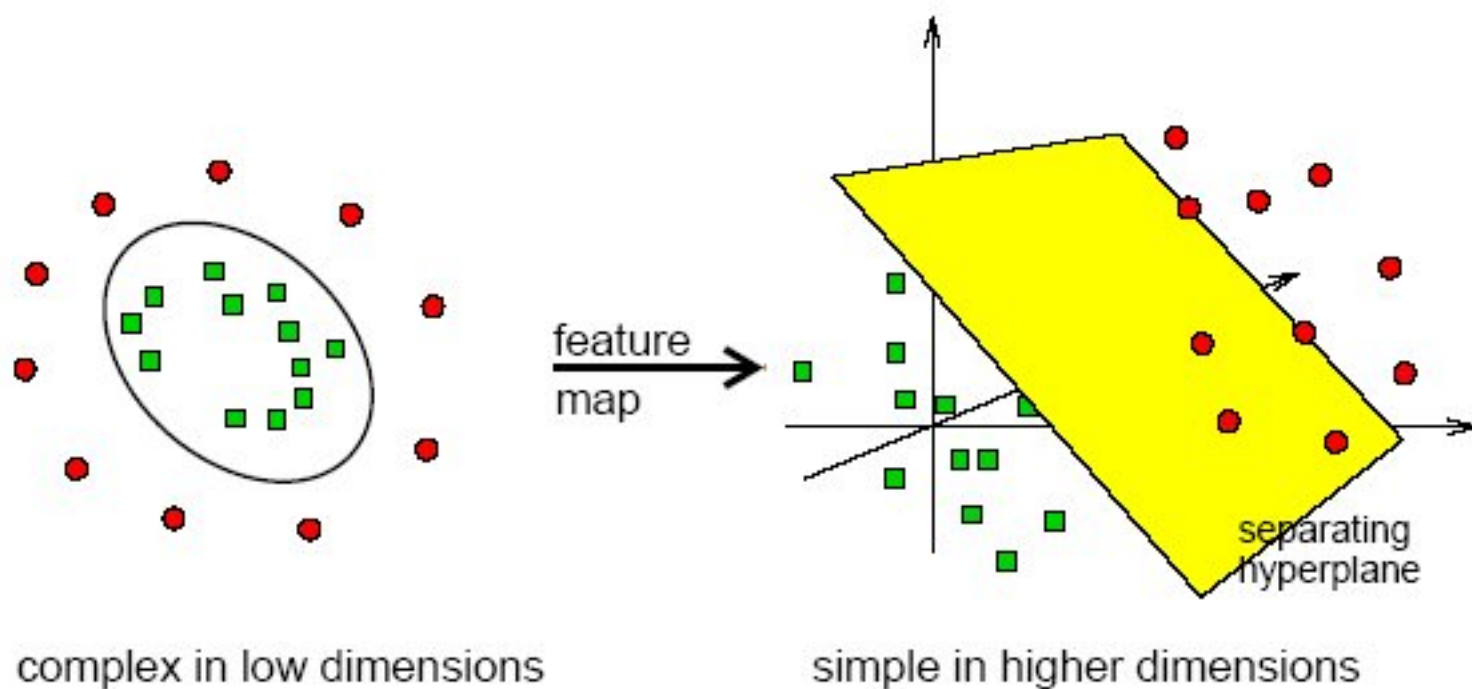 feature
map
separating
hyperplane
complex in low dimensions
simple in higher dimensions